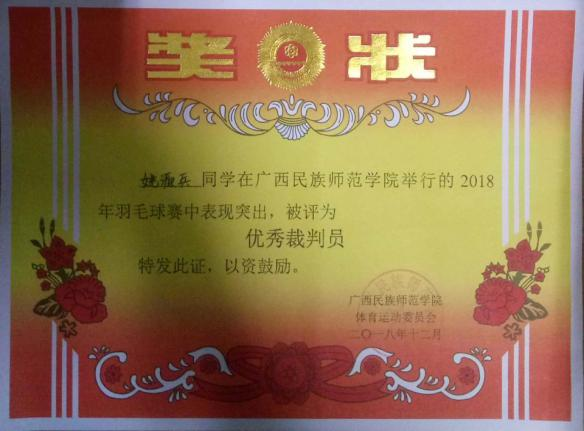 奖状
姚雅兵 同学在广西民族师范学院举行的 2018
年羽毛球赛中表现突出，被评为
优秀裁判员
特发此证，以资鼓励。
广西民族师范学院
体育运动委员会
二〇一八年十二月